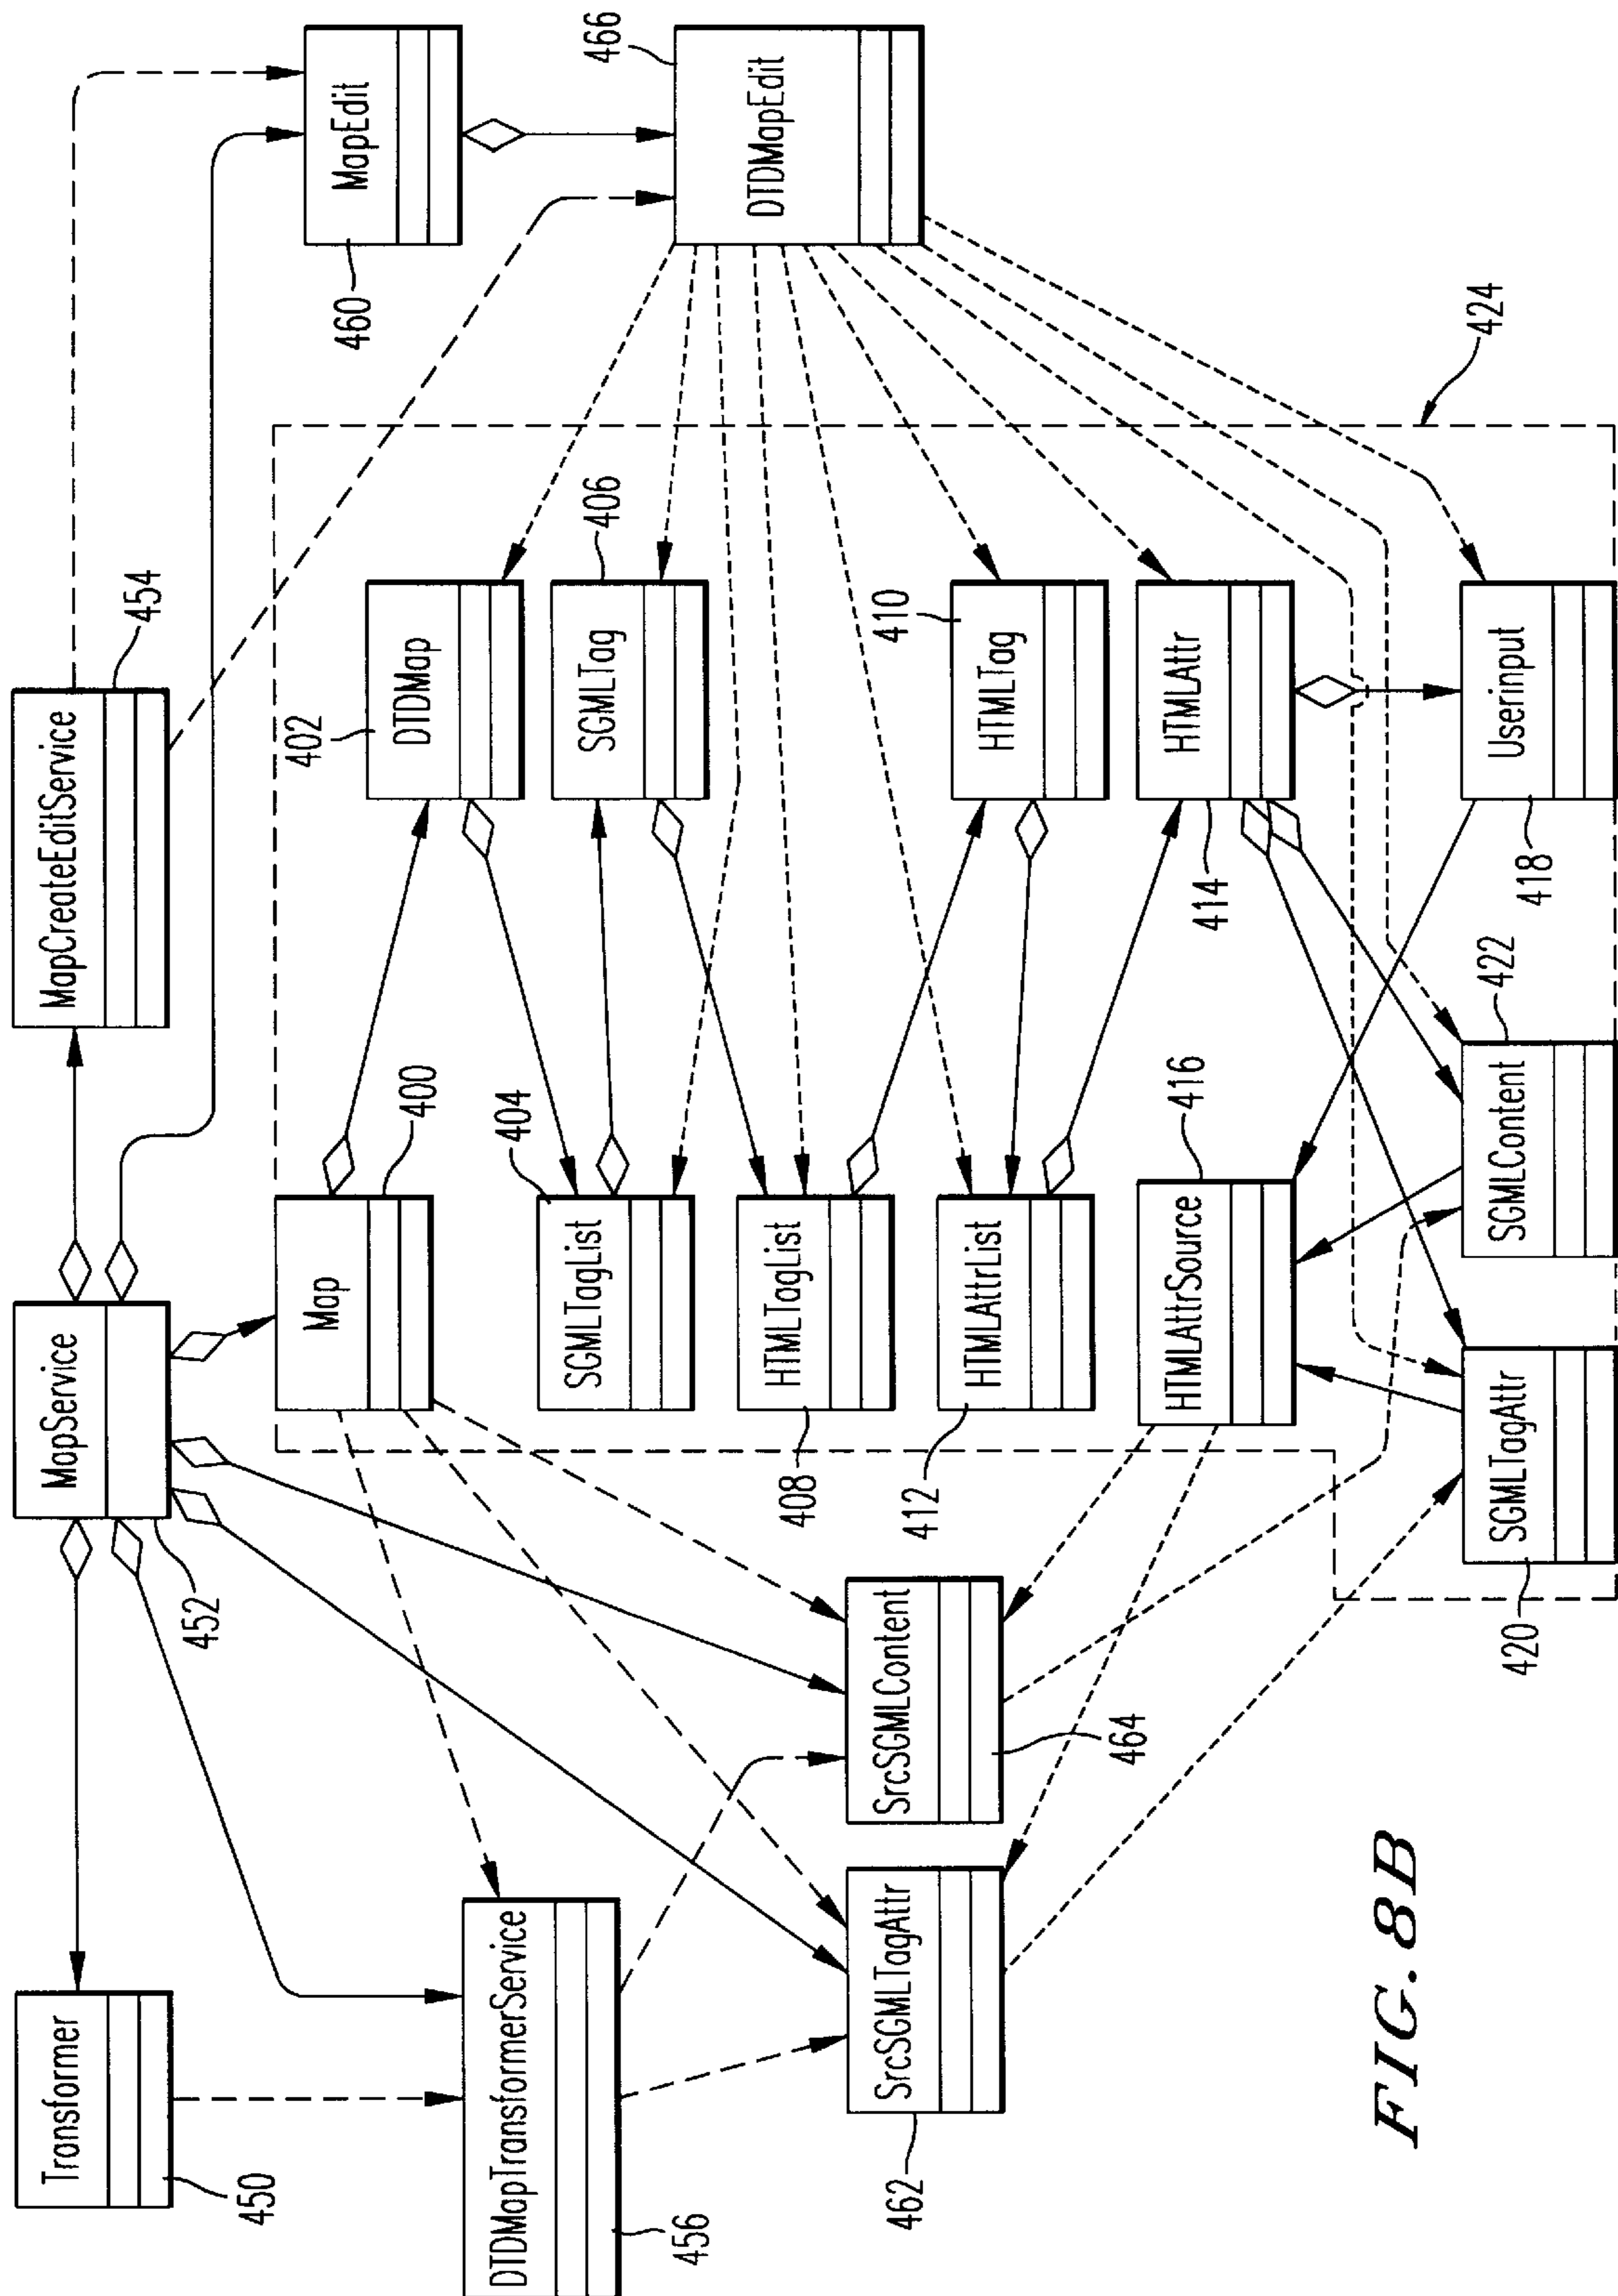 Transformer
450
MapService
452
MapCreateEditService
454
MapEdit
460
DTDMapEdit
466
DTDMapTransformerService
456
SrcSGMLTagAttr
462
SrcSGMLContent
464
Map
400
DTDMap
402
SGMLTagList
404
SGMLTag
406
HTMLTagList
408
HTMLTag
410
HTMLAttrList
412
HTMLAttr
414
HTMLAttrSource
416
Userinput
418
SGMLTagAttr
420
SGMLContent
422
424
FIG. 8B